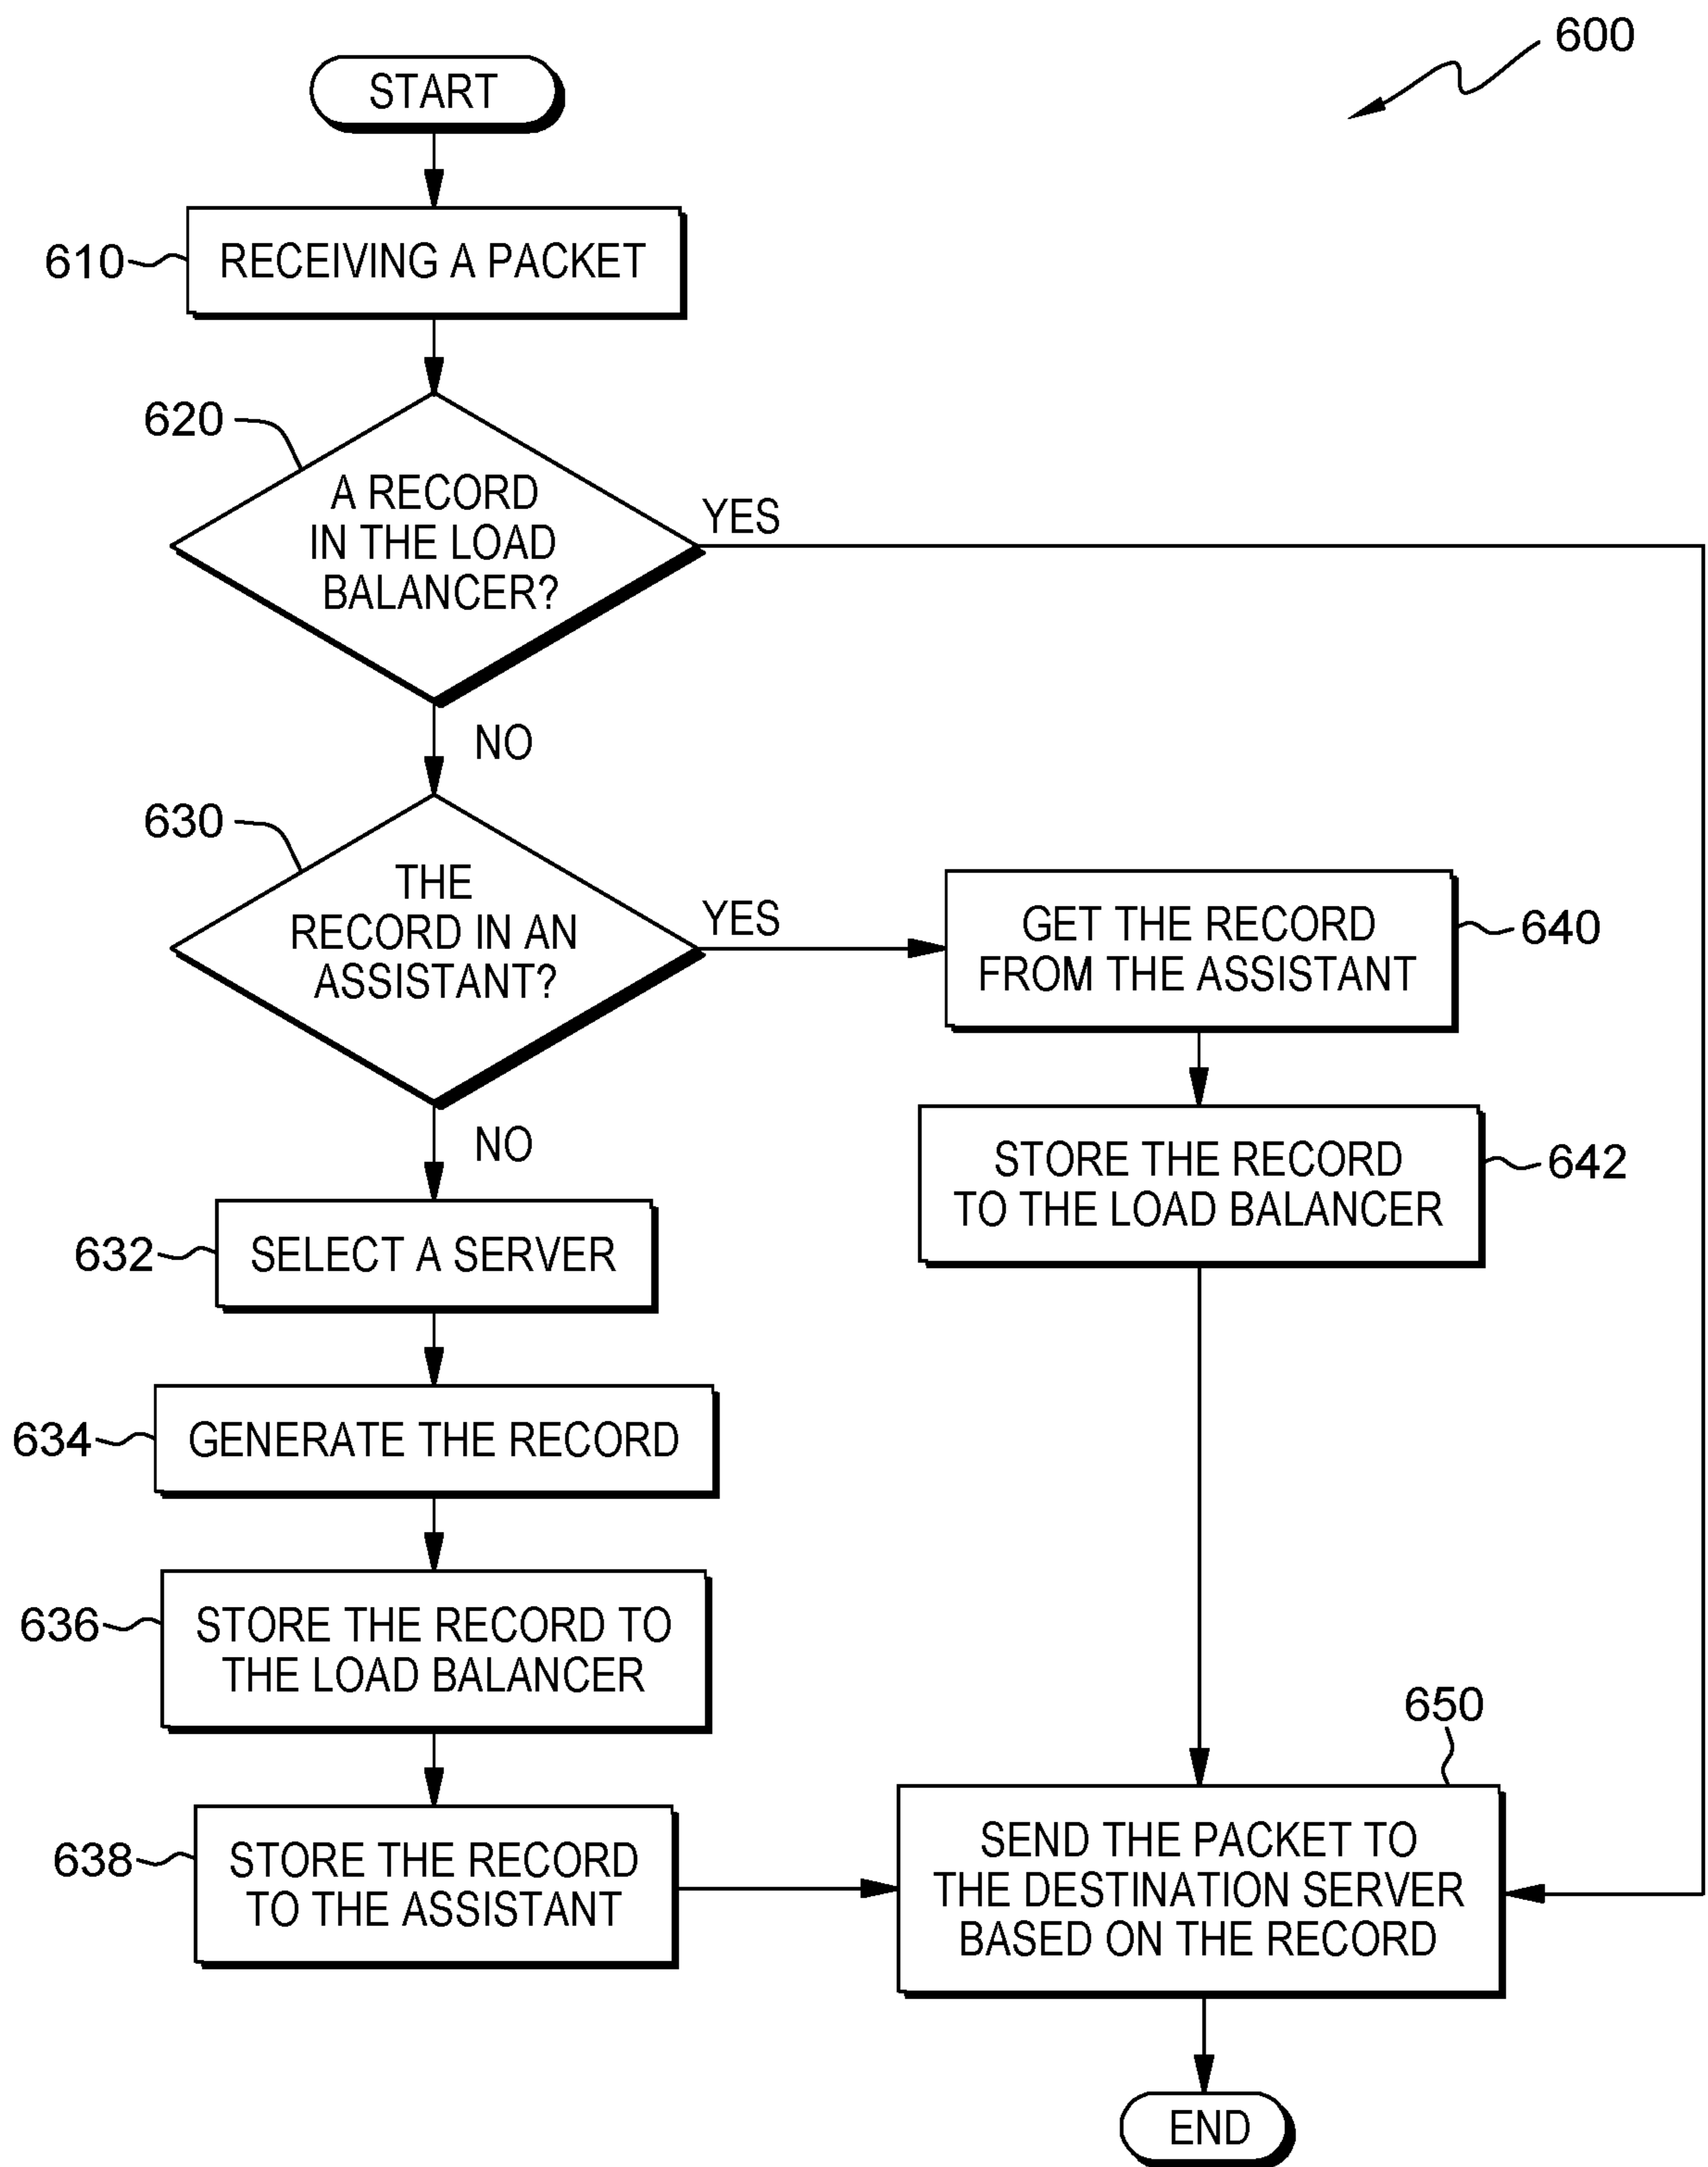 600
START
610
RECEIVING A PACKET
620
A RECORD
IN THE LOAD
BALANCER?
YES
NO
630
THE
RECORD IN AN
ASSISTANT?
YES
NO
640
GET THE RECORD
FROM THE ASSISTANT
642
STORE THE RECORD
TO THE LOAD BALANCER
632
SELECT A SERVER
634
GENERATE THE RECORD
636
STORE THE RECORD TO
THE LOAD BALANCER
638
STORE THE RECORD
TO THE ASSISTANT
650
SEND THE PACKET TO
THE DESTINATION SERVER
BASED ON THE RECORD
END